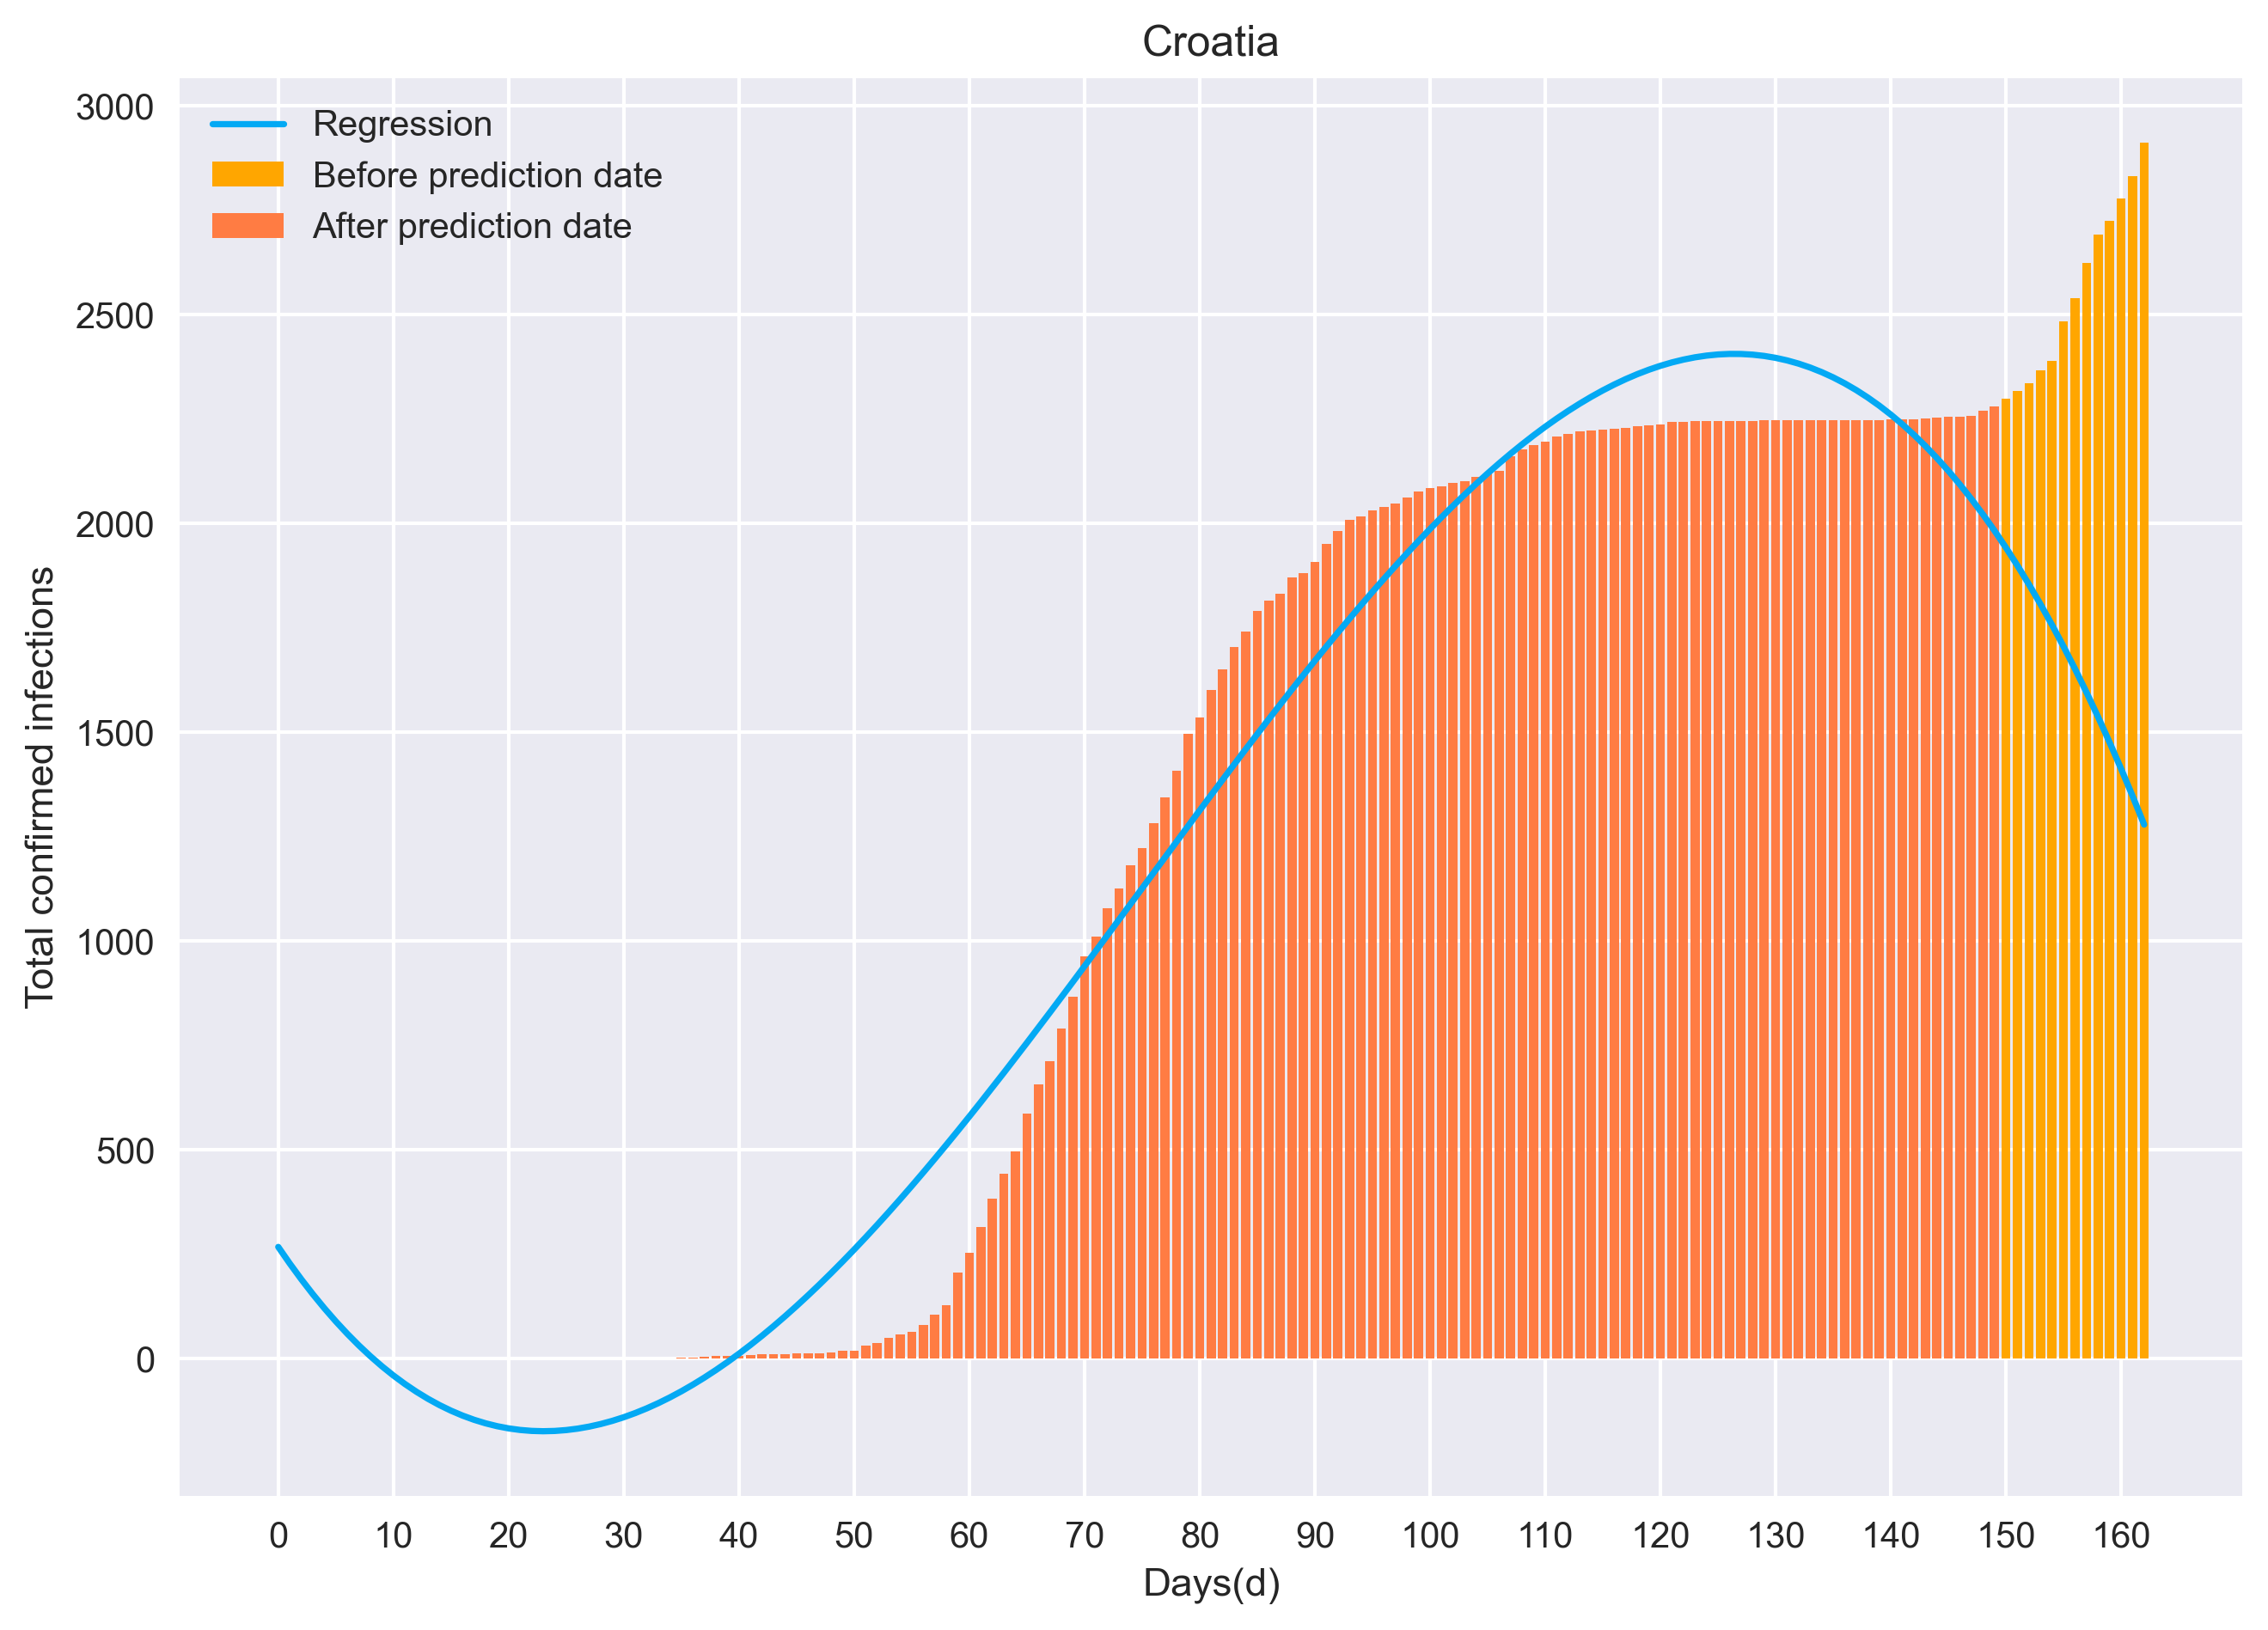 Croatia
3000
2500
2000
1500
1000
500
0
Total confirmed infections
Regression
Before prediction date
After prediction date
0 10 20 30 40 50 60 70 80 90 100 110 120 130 140 150 160
Days(d)